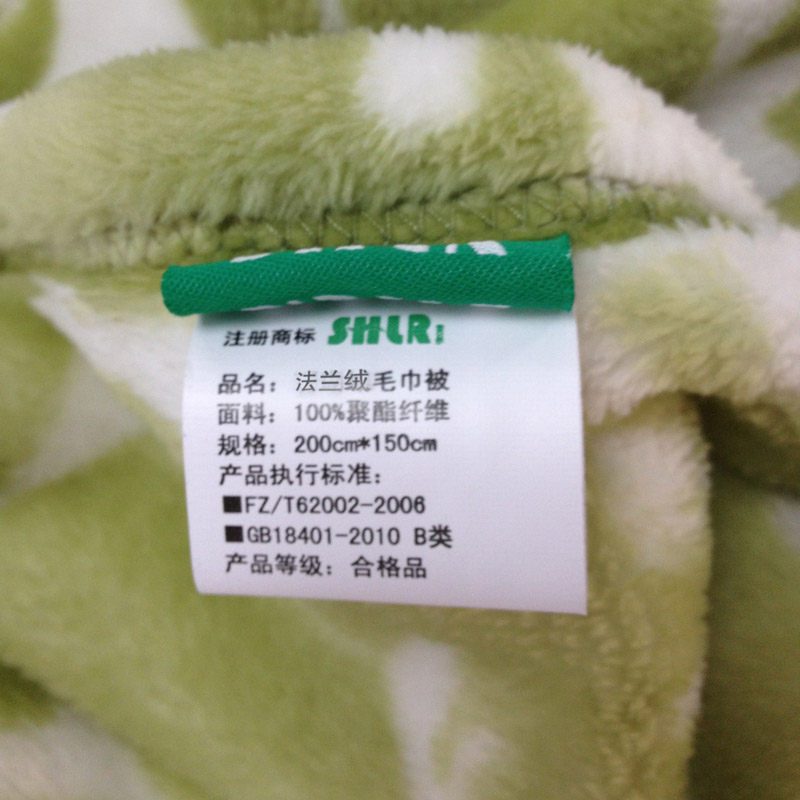 注册商标 SHLR
品名：法兰绒毛巾被
面料：100%聚酯纤维
规格：200cm*150cm
产品执行标准：
■FZ/T62002-2006
■GB18401-2010 B类
产品等级：合格品